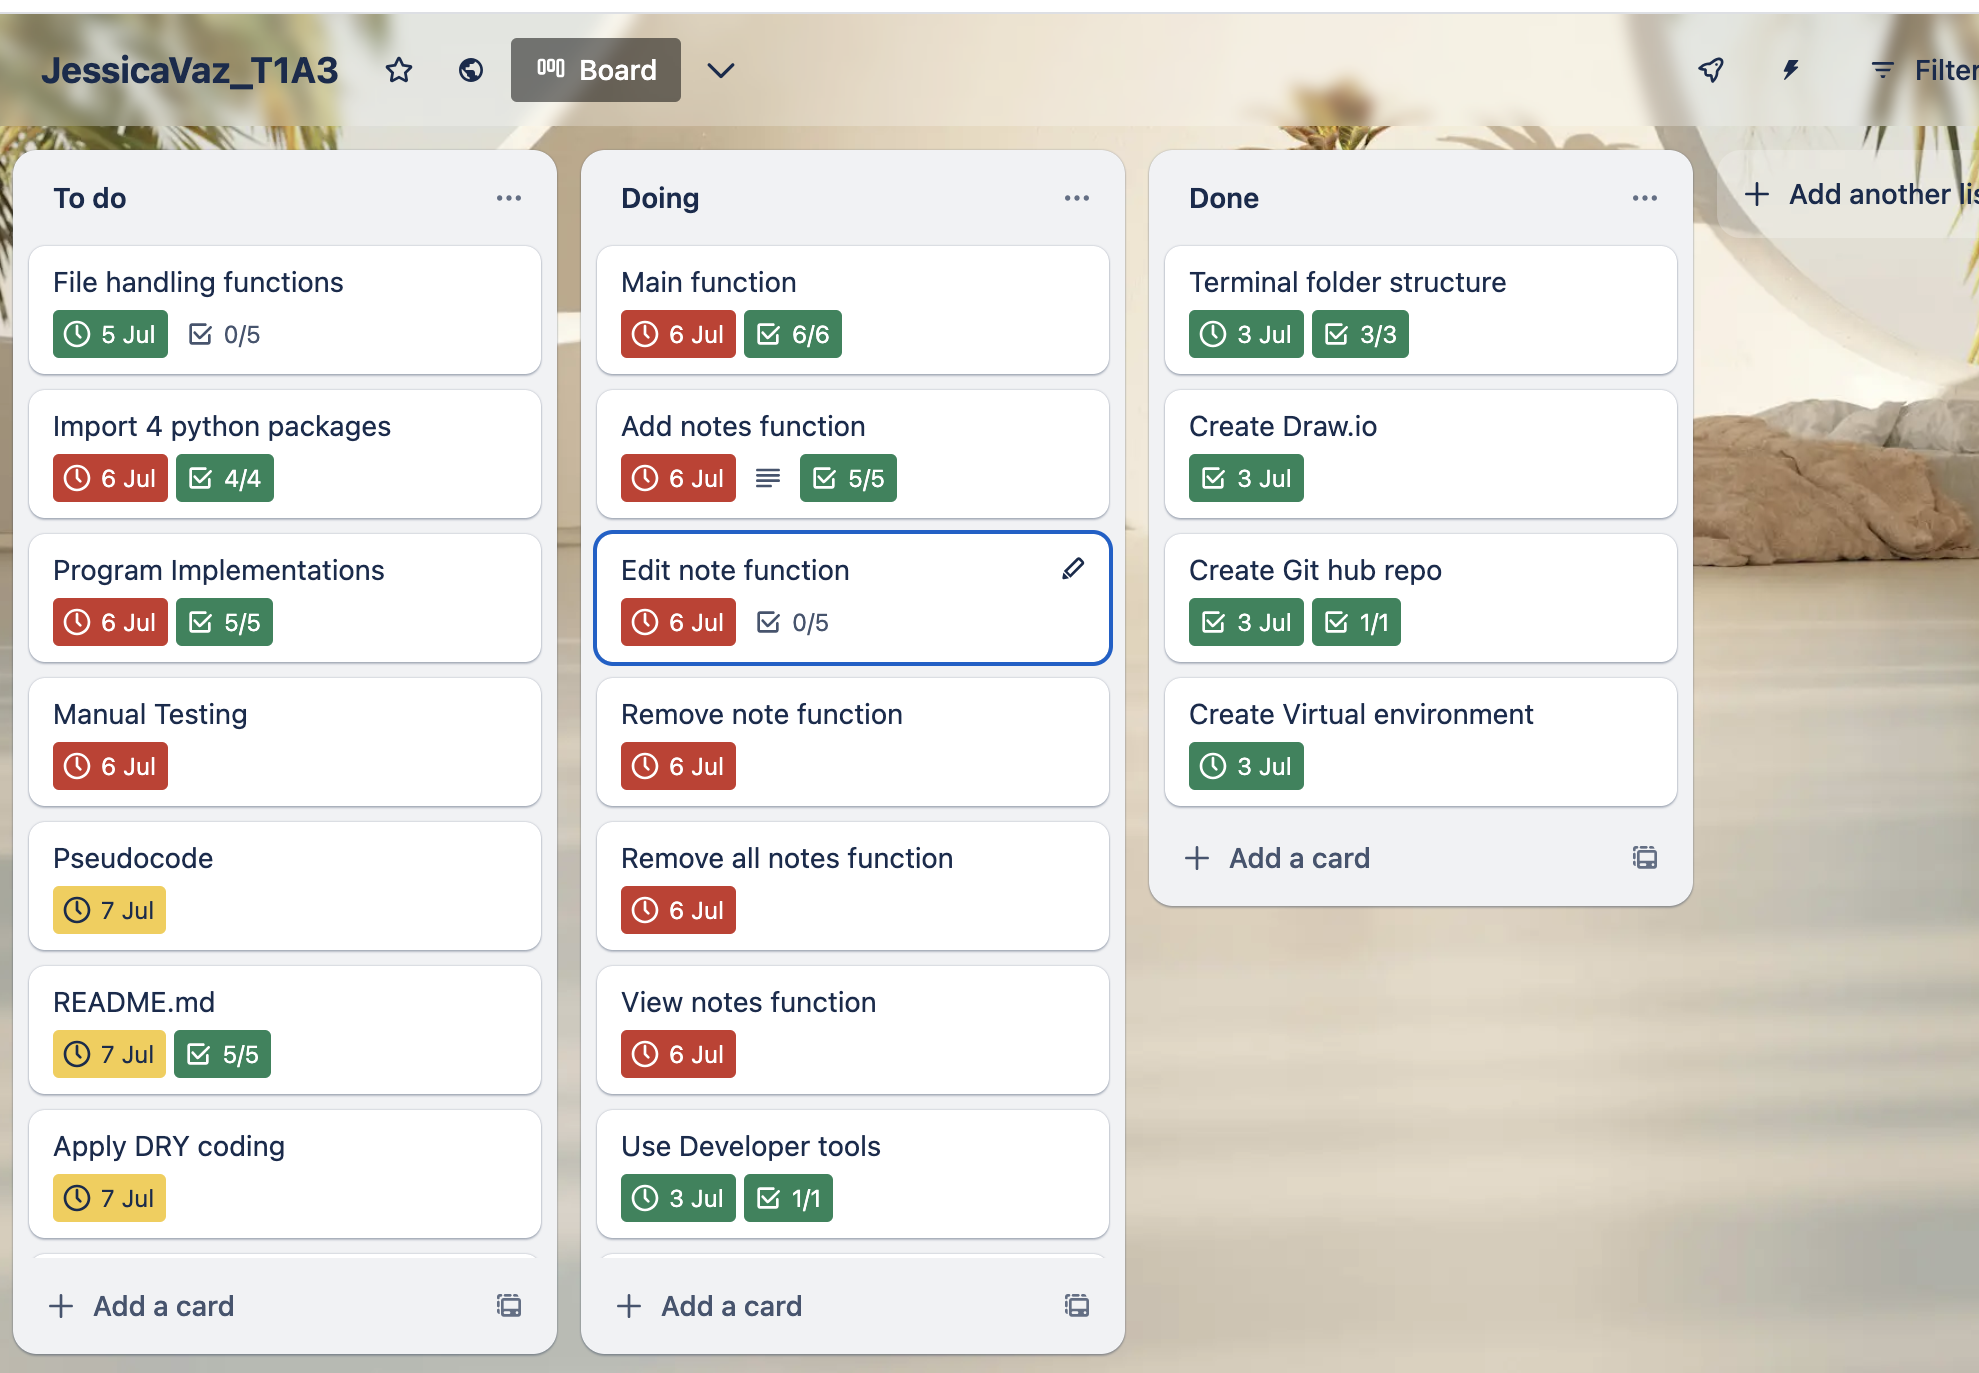 JessicaVaz_T1A3
Board
Filter
To do
File handling functions
5 Jul 0/5
Import 4 python packages
6 Jul 4/4
Program Implementations
6 Jul 5/5
Manual Testing
6 Jul
Pseudocode
7 Jul
README.md
7 Jul 5/5
Apply DRY coding
7 Jul
Add a card
Doing
Main function
6 Jul 6/6
Add notes function
6 Jul 5/5
Edit note function
6 Jul 0/5
Remove note function
6 Jul
Remove all notes function
6 Jul
View notes function
6 Jul
Use Developer tools
3 Jul 1/1
Add a card
Done
Terminal folder structure
3 Jul 3/3
Create Draw.io
3 Jul
Create Git hub repo
3 Jul 1/1
Create Virtual environment
3 Jul
Add a card
Add another lis